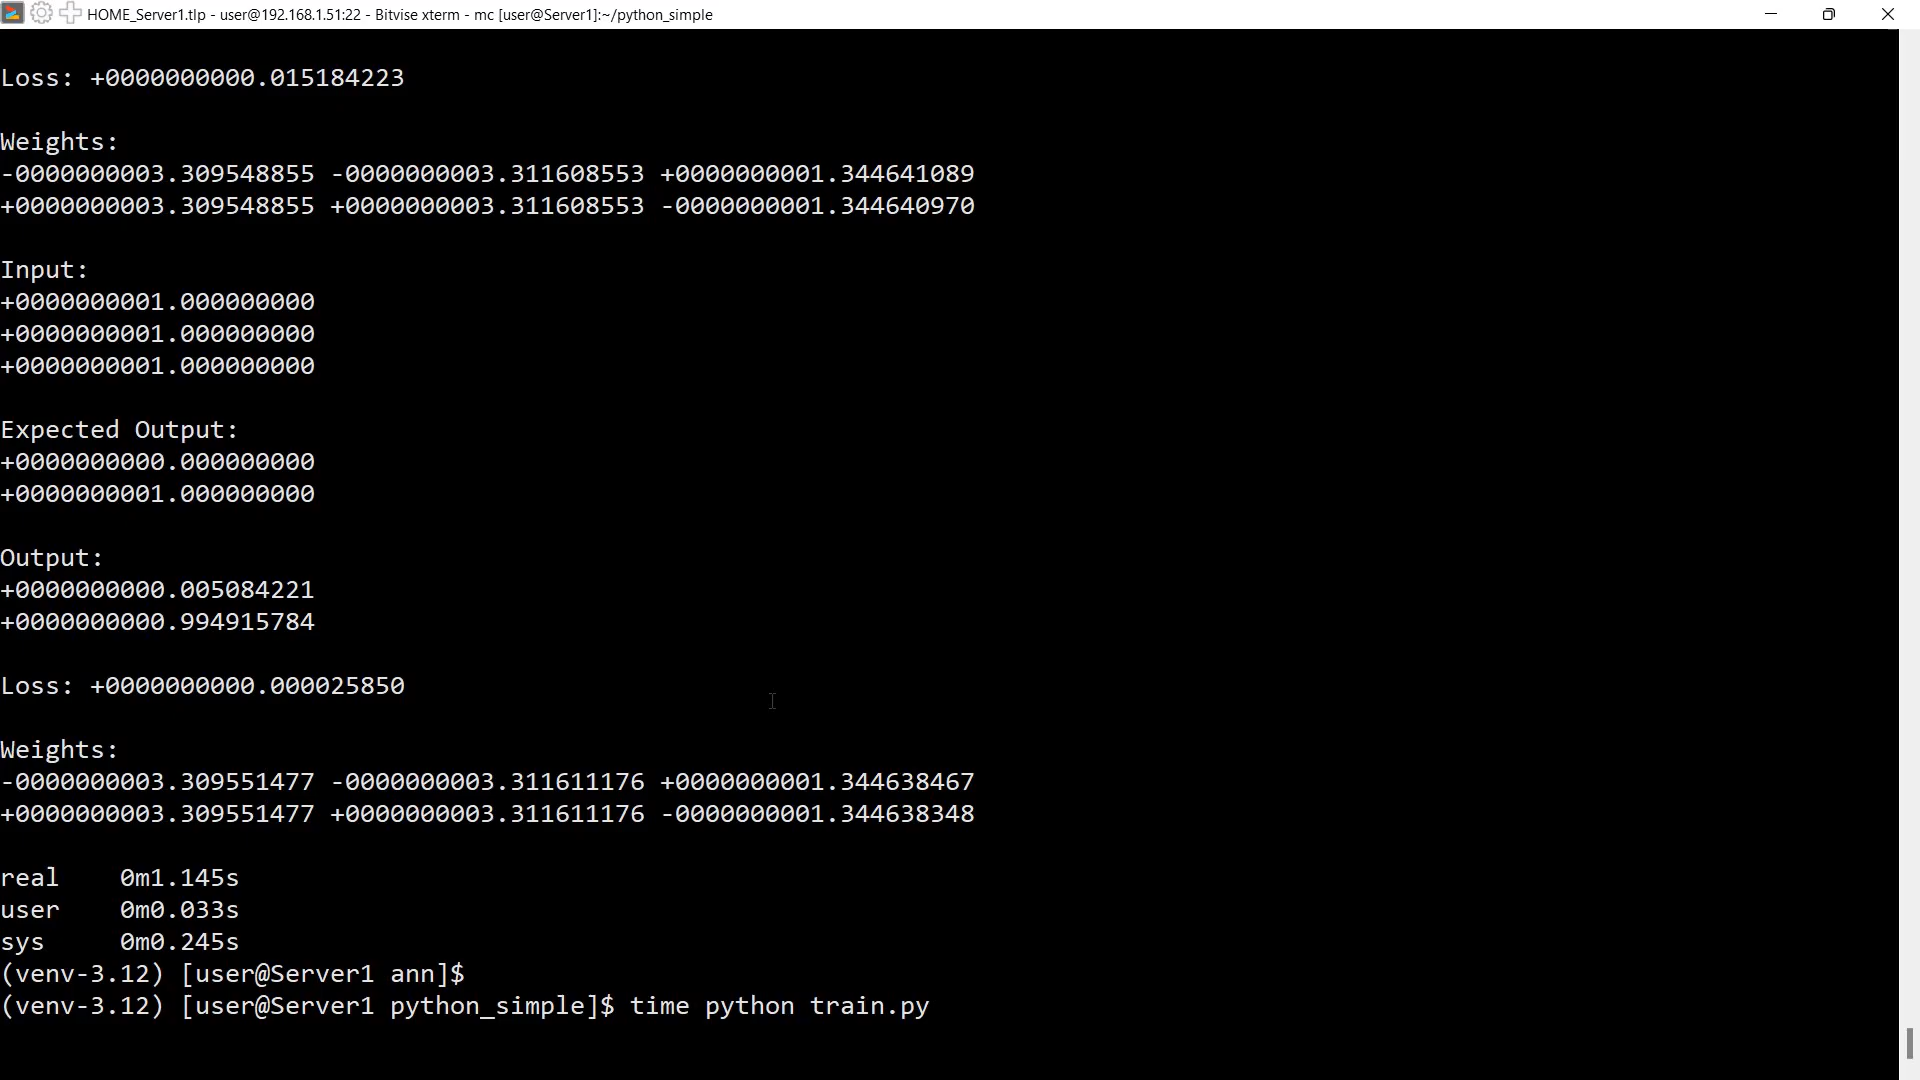 HOME_Server1.tlp - user@192.168.1.51:22 - Bitvise xterm - mc [user@Server1]:~/python_simple
Loss: +0000000000.015184223
Weights:
-0000000003.309548855 -0000000003.311608553 +0000000001.344641089
+0000000003.309548855 +0000000003.311608553 -0000000001.344640970
Input:
+0000000001.000000000
+0000000001.000000000
+0000000001.000000000
Expected Output:
+0000000000.000000000
+0000000001.000000000
Output:
+0000000000.005084221
+0000000000.994915784
Loss: +0000000000.000025850
Weights:
-0000000003.309551477 -0000000003.311611176 +0000000001.344638467
+0000000003.309551477 +0000000003.311611176 -0000000001.344638348
real    0m1.145s
user    0m0.033s
sys     0m0.245s
(venv-3.12) [user@Server1 ann]$
(venv-3.12) [user@Server1 python_simple]$ time python train.py